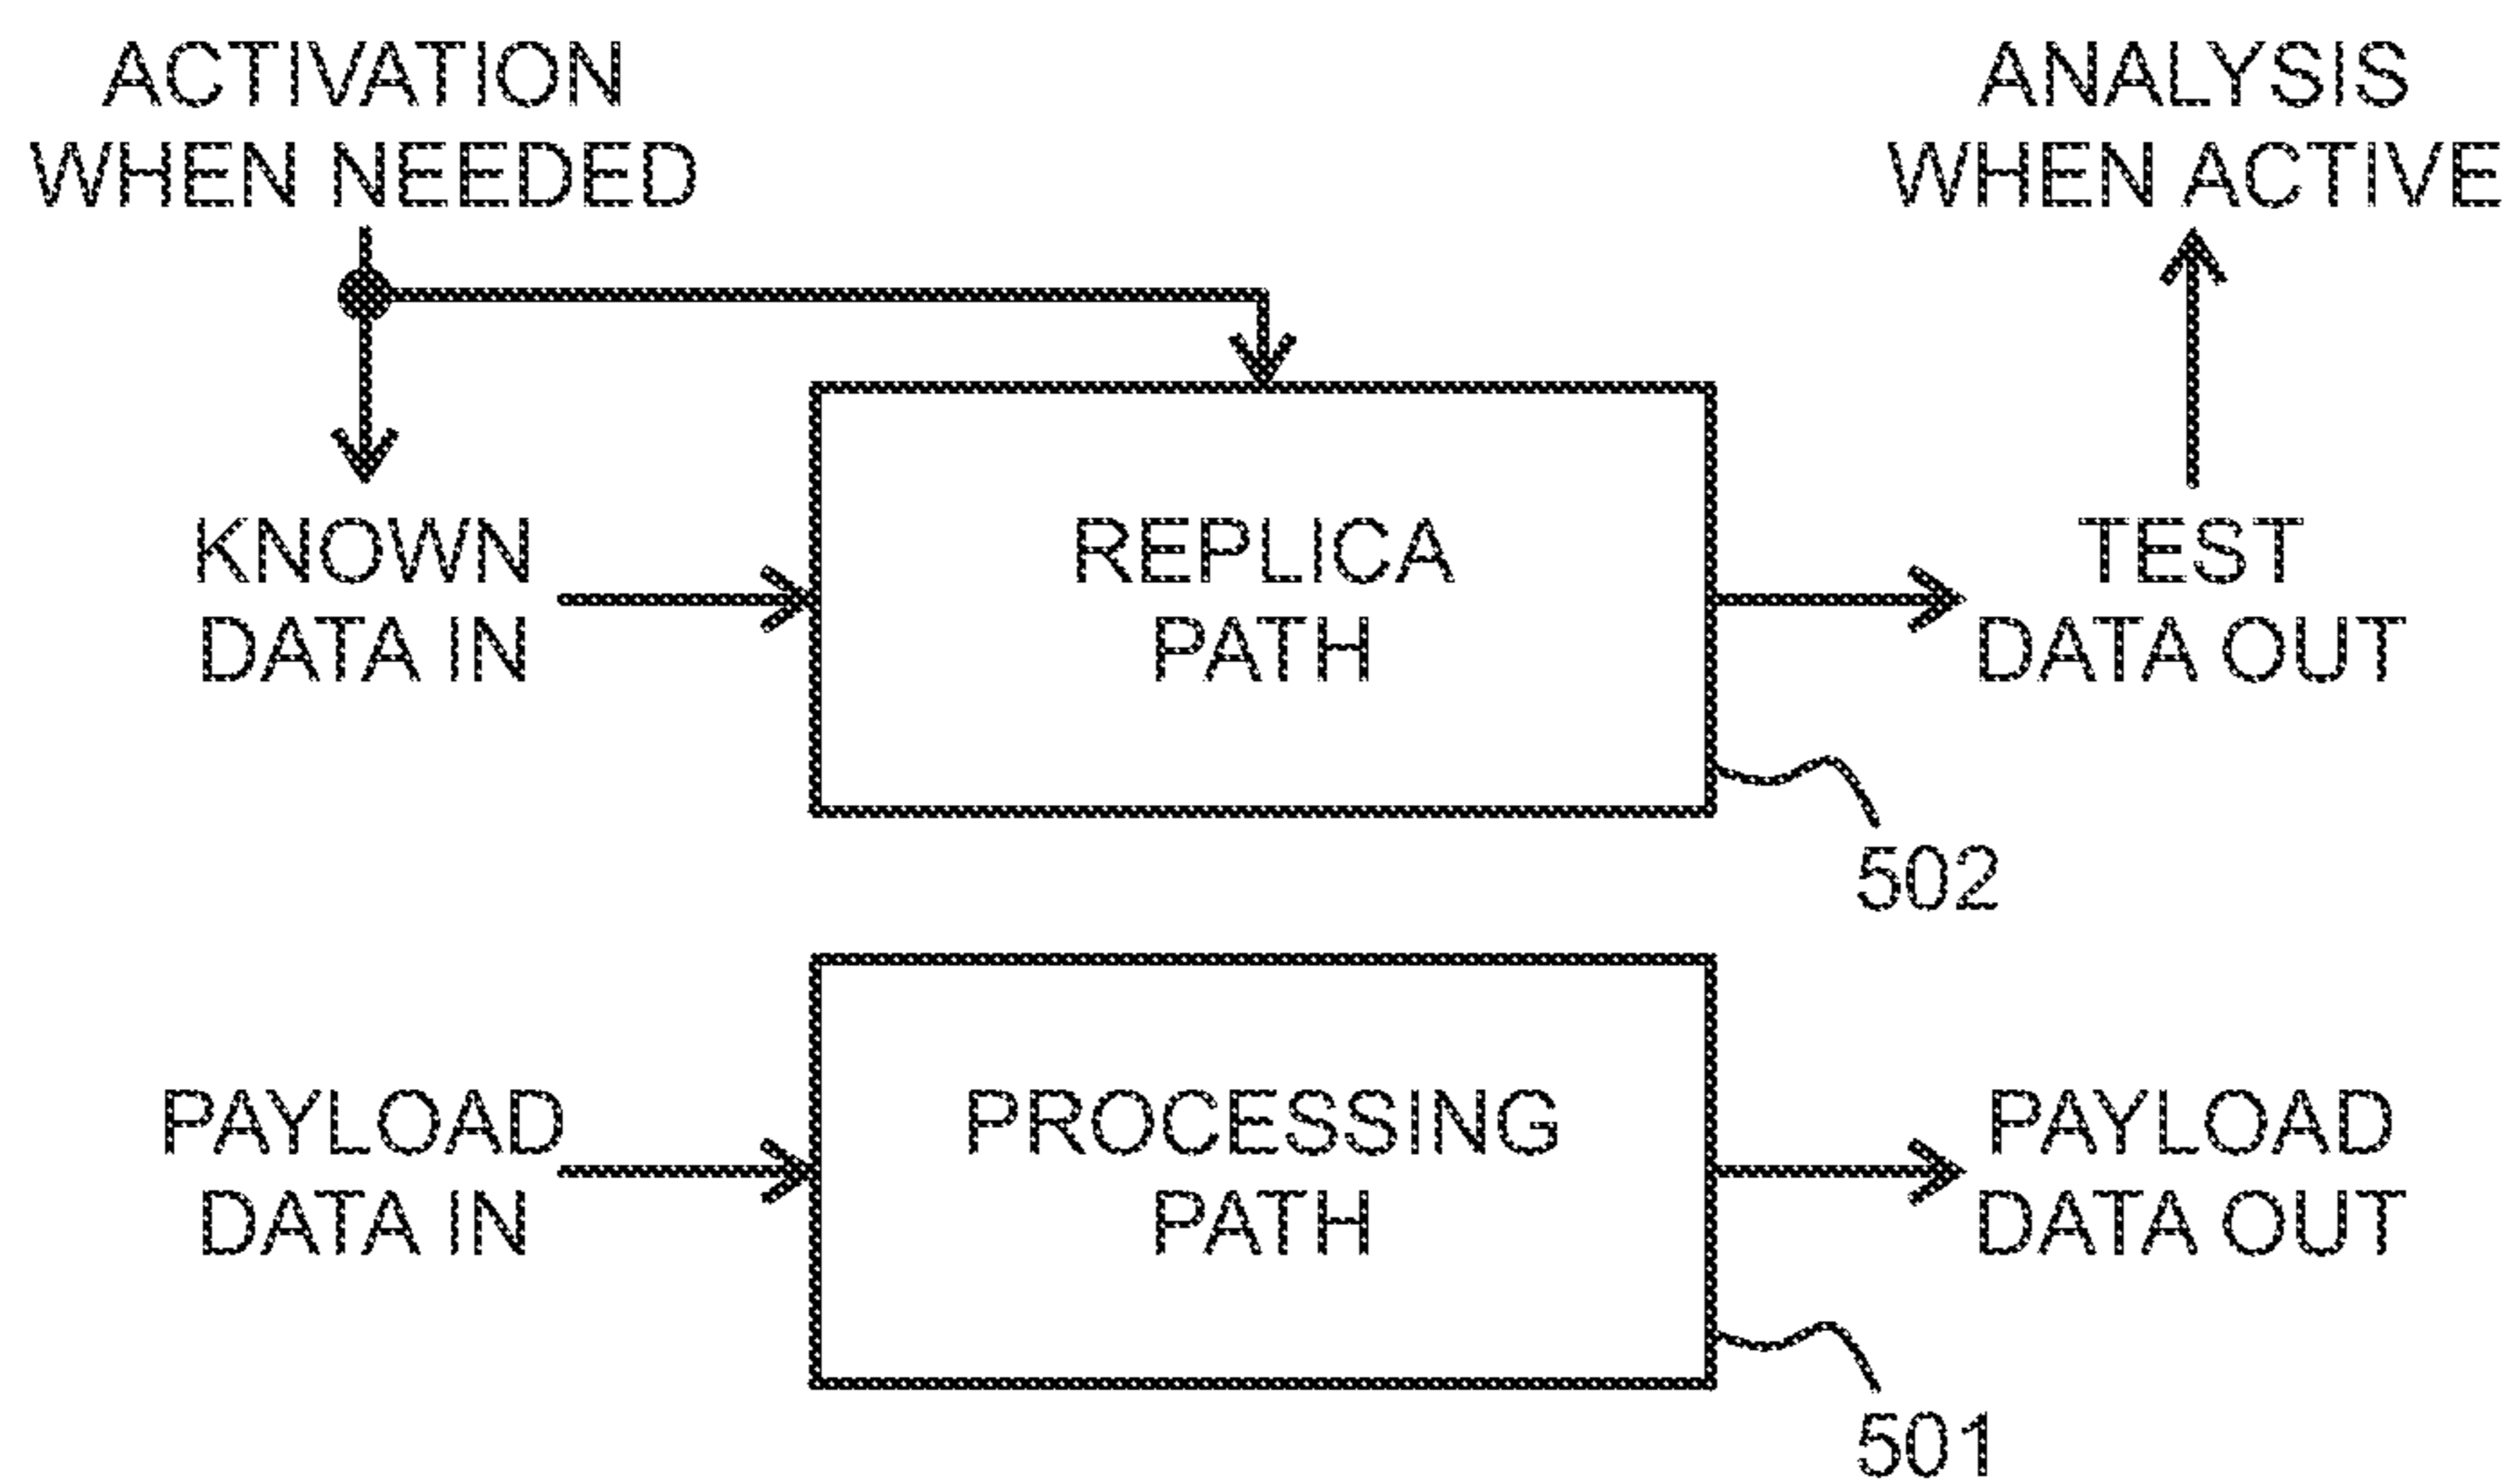 ACTIVATION
WHEN NEEDED
ANALYSIS
WHEN ACTIVE
KNOWN
DATA IN
REPLICA
PATH
TEST
DATA OUT
502
PAYLOAD
DATA IN
PROCESSING
PATH
PAYLOAD
DATA OUT
501